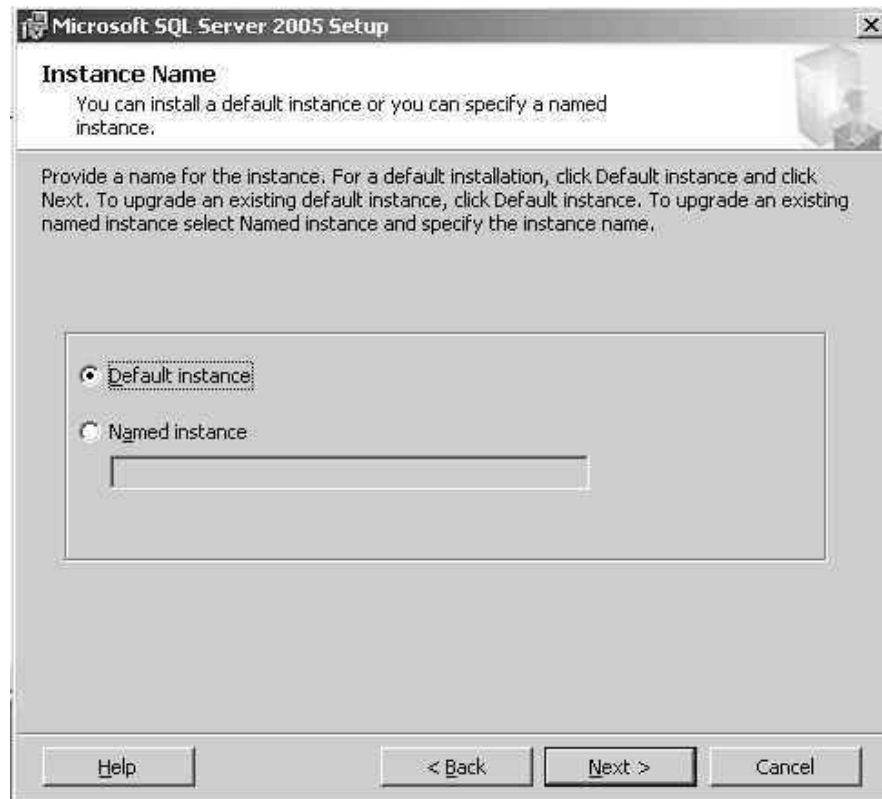 Microsoft SQL Server 2005 Setup
Instance Name
You can install a default instance or you can specify a named
instance.
Provide a name for the instance. For a default installation, click Default instance and click
Next. To upgrade an existing default instance, click Default instance. To upgrade an existing
named instance select Named instance and specify the instance name.
Default instance
Named instance
Help
< Back
Next >
Cancel